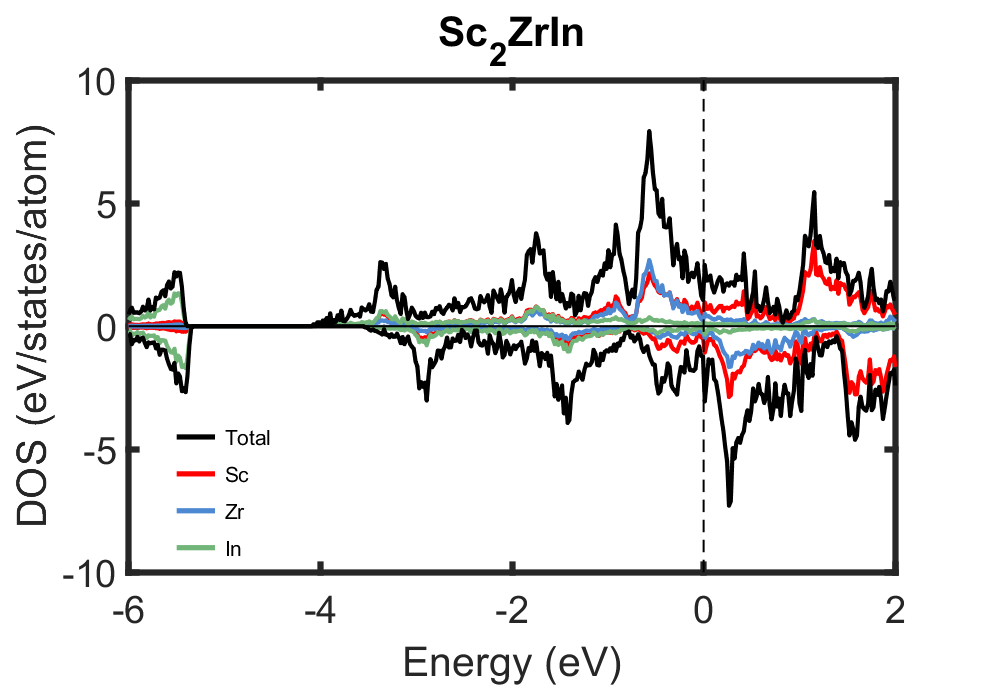 Sc₂ZrIn
10
5
0
0
-5
-10
DOS (eV/states/atom)
Total
Sc
Zr
In
-6
-4
-2
0
2
Energy (eV)